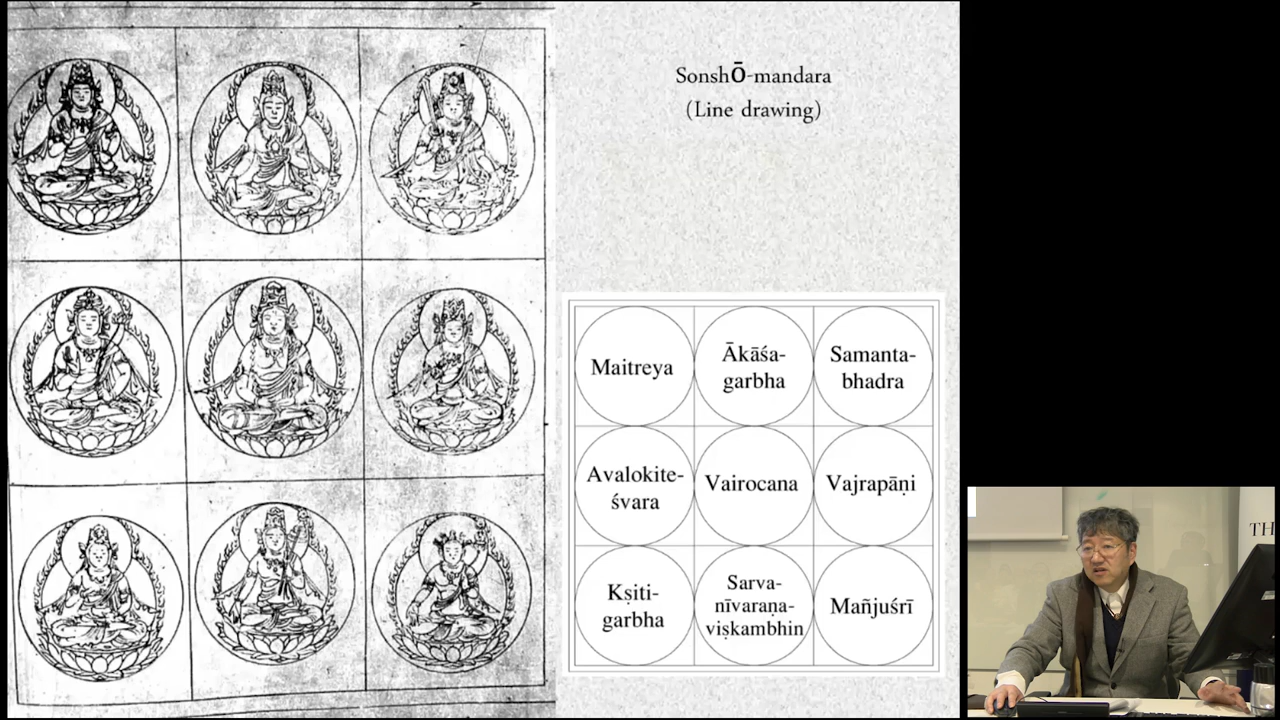 Sonshō-mandara
(Line drawing)
Maitreya
Ākāśa-
garbha
Samanta-
bhadra
Avalokite-
śvara
Vairocana
Vajrapāṇi
Kṣiti-
garbha
Sarva-
nīvaraṇa-
viṣkambhin
Mañjuśrī
TH